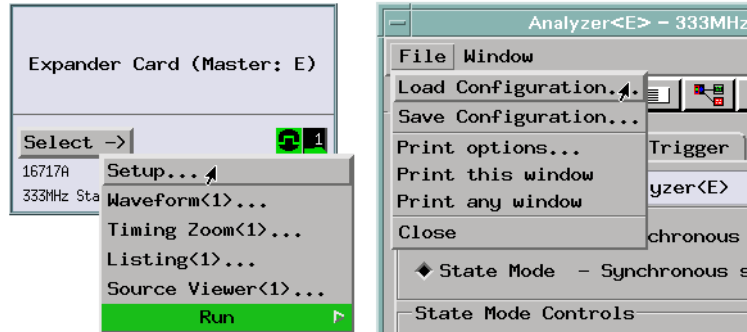 Expander Card (Master: E)
Select ->
1
16717A
333MHz Sta
Setup...
Waveform<1>...
Timing Zoom<1>...
Listing<1>...
Source Viewer<1>...
Run
Analyzer<E> - 333MHz
File Window
Load Configuration...
Save Configuration...
Print options...
Print this window
Print any window
Close
Trigger
yzer<E>
chronous
State Mode - Synchronous s
State Mode Controls